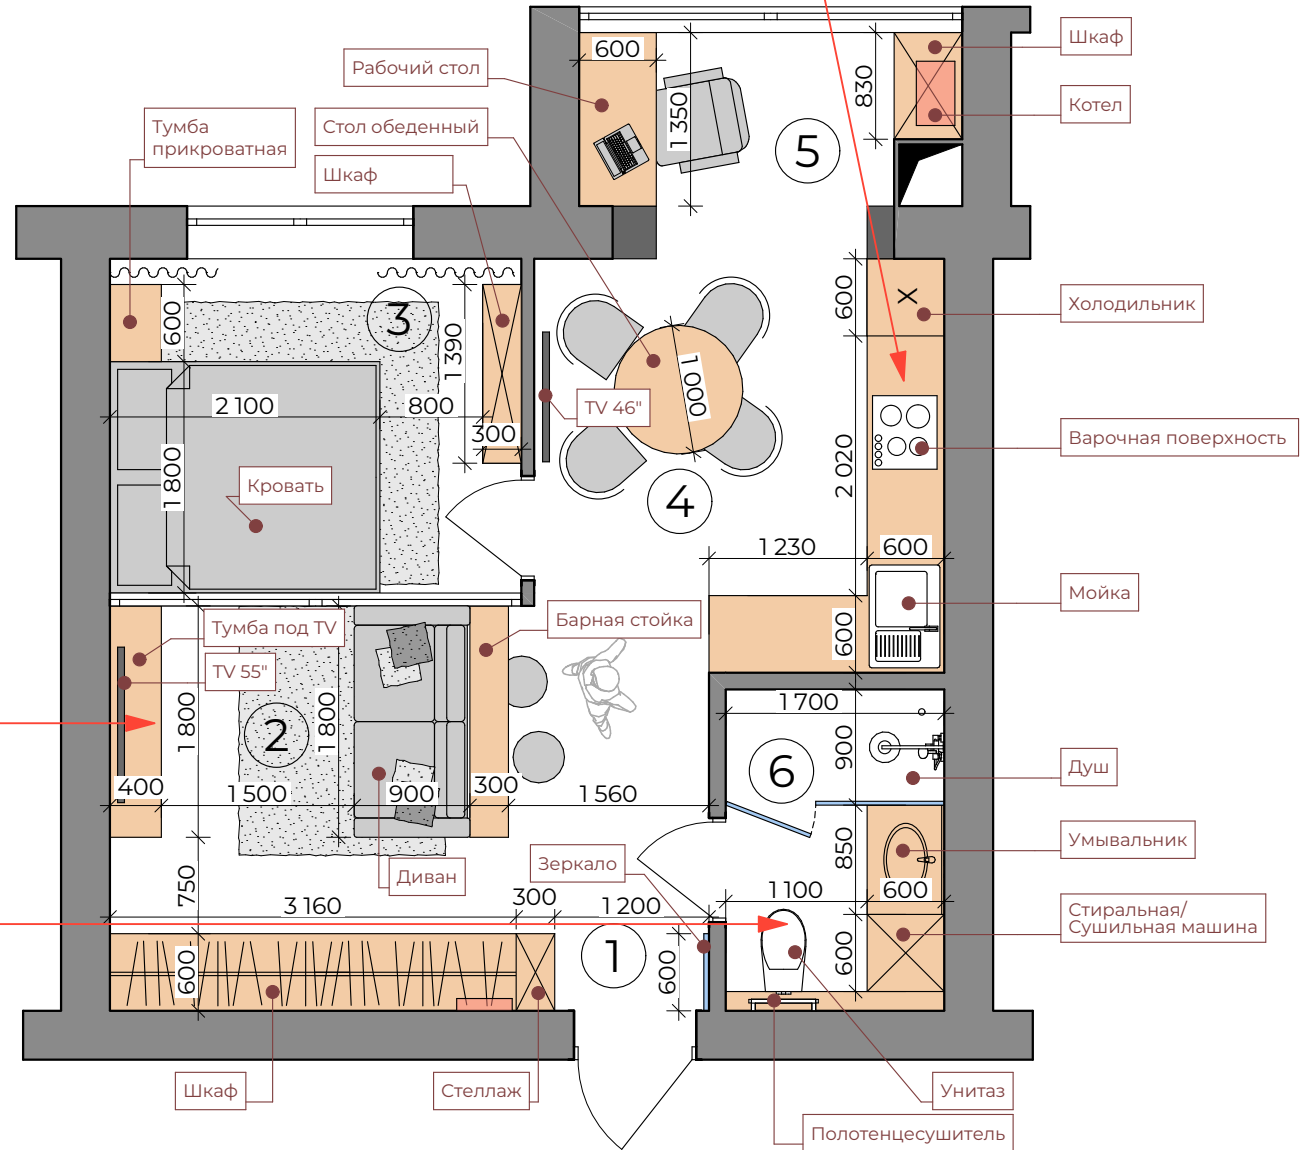 Шкаф
600
Рабочий стол
830
Котел
1 350
Тумба
прикроватная
Стол обеденный
5
Шкаф
600
3
600
X
Холодильник
1 390
1 000
2 100
800
TV 46"
300
Варочная поверхность
2 020
1 800
Кровать
4
1 230
600
Мойка
Тумба под TV
Барная стойка
600
TV 55"
1 700
1 800
1 800
2
900
6
Душ
400
1 500
900
300
1 560
850
Умывальник
Зеркало
Диван
750
1 100
600
3 160
300
1 200
Стиральная/
Сушильная машина
600
1
600
600
Шкаф
Стеллаж
Унитаз
Полотенцесушитель